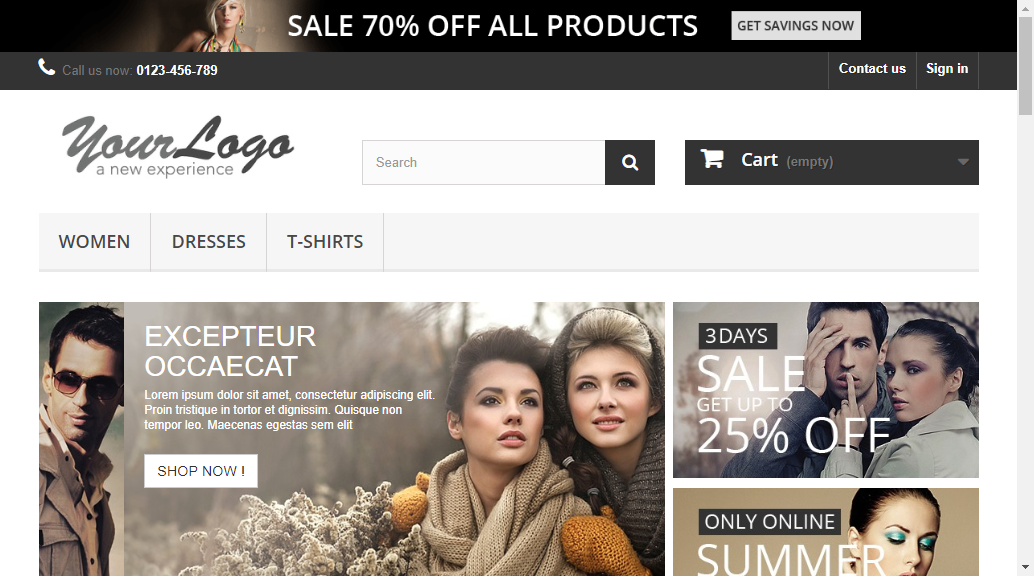 SALE 70% OFF ALL PRODUCTS
GET SAVINGS NOW
Call us now: 0123-456-789
Contact us
Sign in
YourLogo
a new experience
Search
Cart (empty)
WOMEN
DRESSES
T-SHIRTS
EXCEPTEUR
OCCAECAT
Lorem ipsum dolor sit amet, consectetur adipiscing elit.
Proin tristique in tortor et dignissim. Quisque non
tempor leo. Maecenas egestas sem elit
SHOP NOW !
3 DAYS
SALE
GET UP TO
25% OFF
ONLY ONLINE
SUMMER